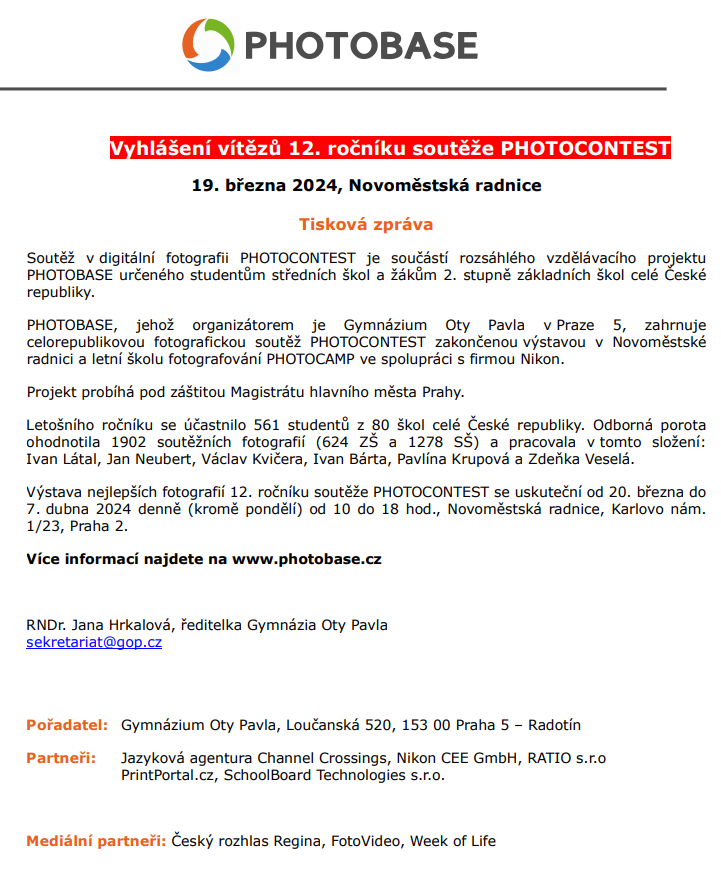 PHOTOBASE
Vyhlášení vítězů 12. ročníku soutěže PHOTOCONTEST
19. března 2024, Novoměstská radnice
Tisková zpráva
Soutěž v digitální fotografii PHOTOCONTEST je součástí rozsáhlého vzdělávacího projektu
PHOTOBASE určeného studentům středních škol a žákům 2. stupně základních škol celé České
republiky.
PHOTOBASE, jehož organizátorem je Gymnázium Oty Pavla v Praze 5, zahrnuje
celorepublikovou fotografickou soutěž PHOTOCONTEST zakončenou výstavou v Novoměstské
radnici a letní školu fotografování PHOTOCAMP ve spolupráci s firmou Nikon.
Projekt probíhá pod záštitou Magistrátu hlavního města Prahy.
Letošního ročníku se účastnilo 561 studentů z 80 škol celé České republiky. Odborná porota
ohodnotila 1902 soutěžních fotografií (624 ZŠ a 1278 SŠ) a pracovala v tomto složení:
Ivan Látal, Jan Neubert, Václav Kvičera, Ivan Bárta, Pavlína Krupová a Zdeňka Veselá.
Výstava nejlepších fotografií 12. ročníku soutěže PHOTOCONTEST se uskuteční od 20. března do
7. dubna 2024 denně (kromě pondělí) od 10 do 18 hod., Novoměstská radnice, Karlovo nám.
1/23, Praha 2.
Více informací najdete na www.photobase.cz
RNDr. Jana Hrkalová, ředitelka Gymnázia Oty Pavla
sekretariat@gop.cz
Pořadatel: Gymnázium Oty Pavla, Loučanská 520, 153 00 Praha 5 – Radotín
Partneři: Jazyková agentura Channel Crossings, Nikon CEE GmbH, RATIO s.r.o
PrintPortal.cz, SchoolBoard Technologies s.r.o.
Mediální partneři: Český rozhlas Regina, FotoVideo, Week of Life